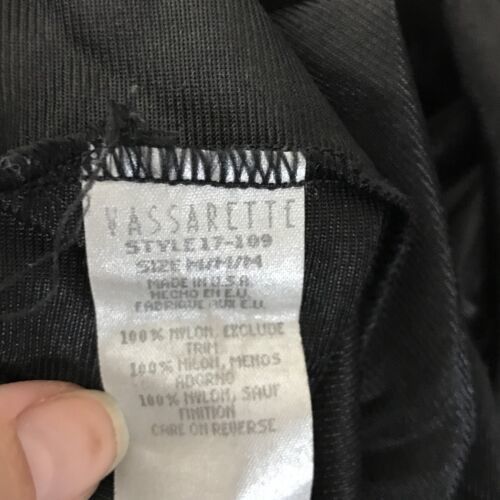 VASSARETTE
STYLE 17-109
SIZE M/M/M
MADE IN U.S.A
HECHO EN E.U.
FABRIQUE AUX E.U.
100% NYLON, EXCLUDE
TRIM
100% NILON, MENOS
ADORNO
100% NYLON, SAUF
FINITION
CARE ON REVERSE